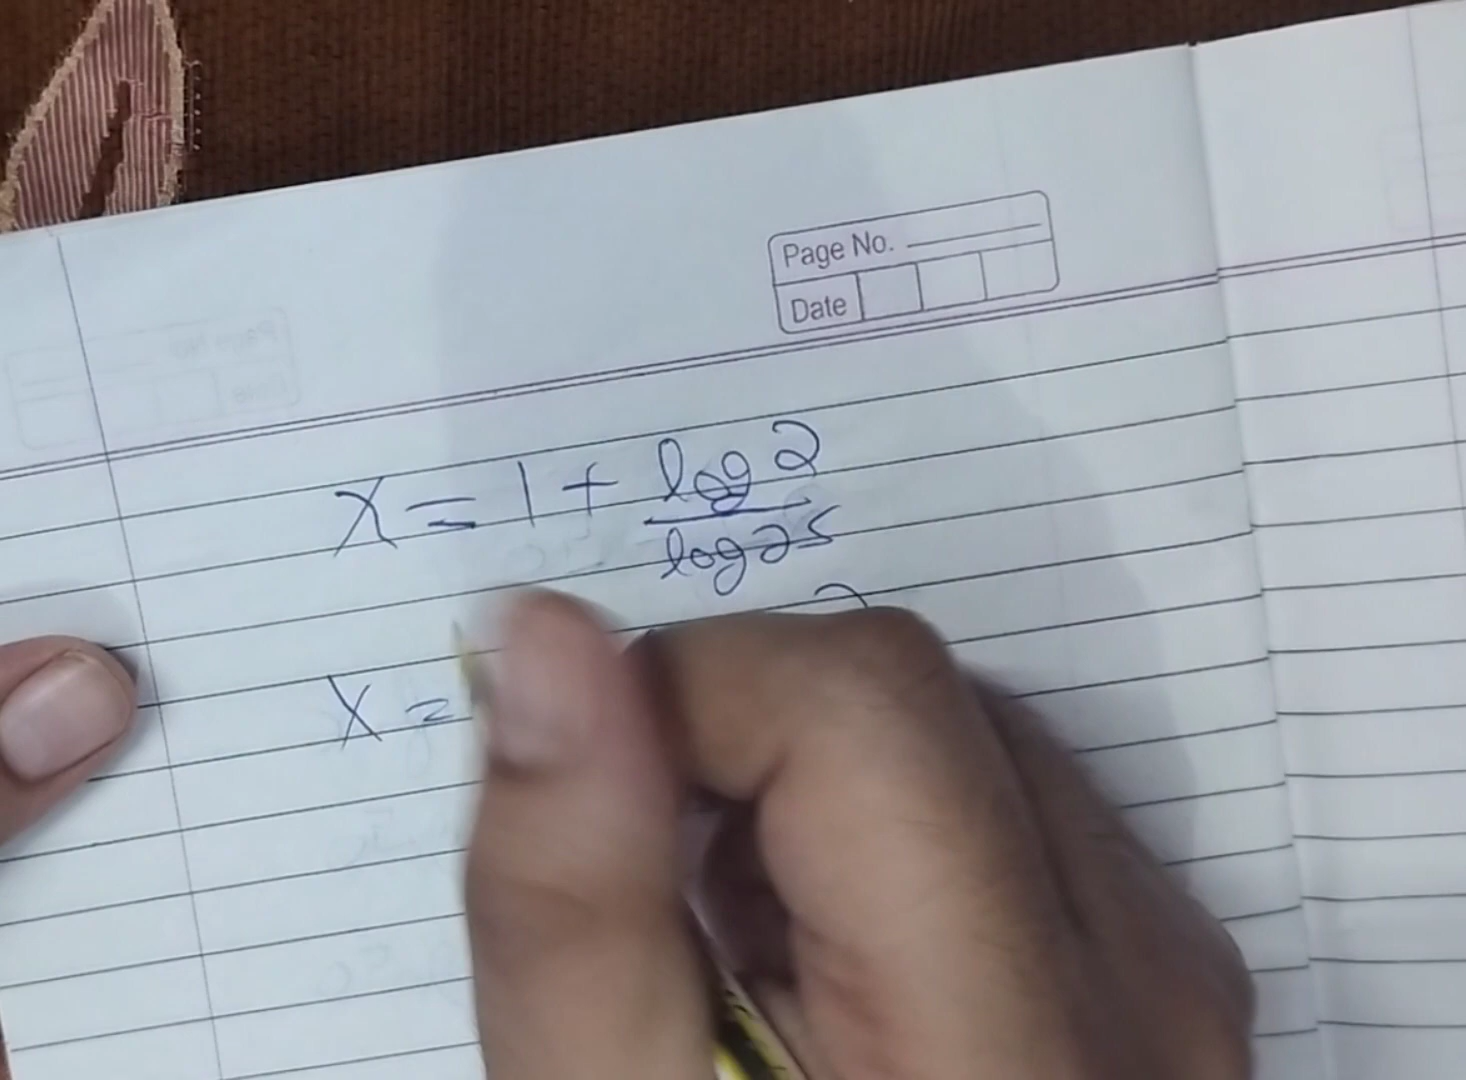 Page No.
Date
x = 1 + log 2 / log 25
x =